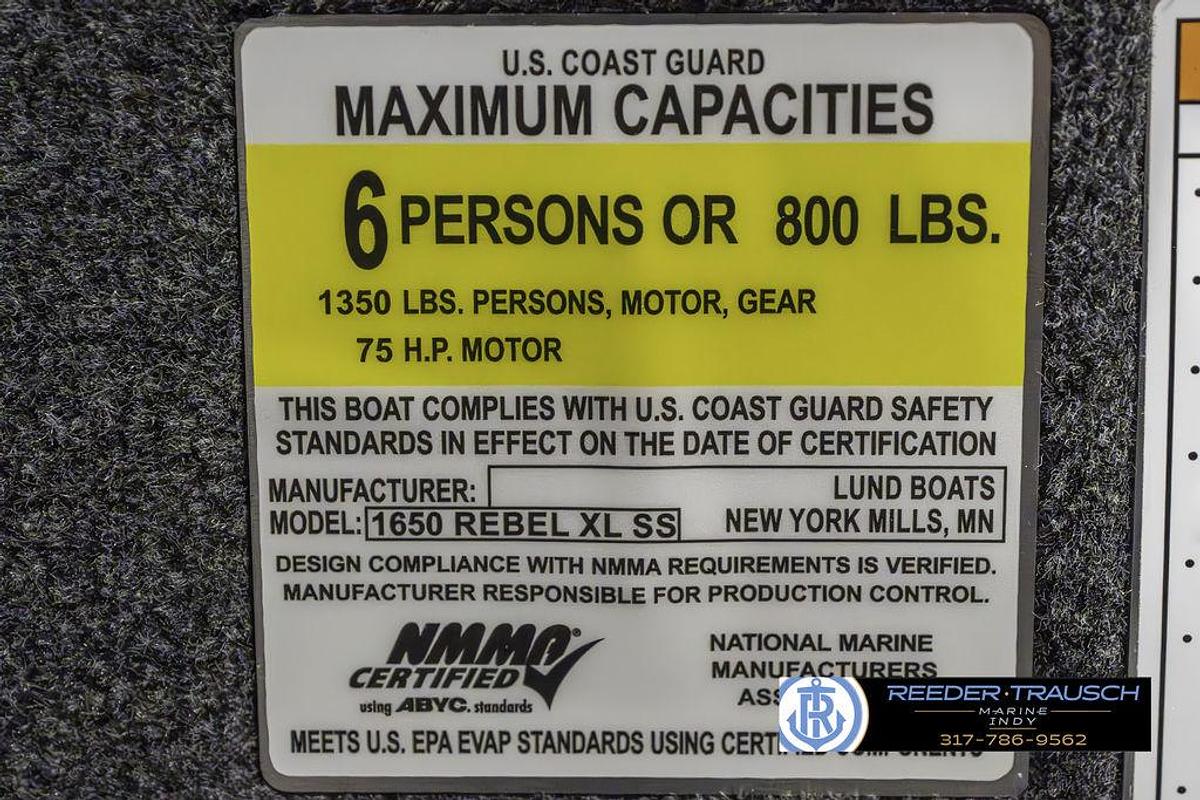 U.S. COAST GUARD
MAXIMUM CAPACITIES
6 PERSONS OR 800 LBS.
1350 LBS. PERSONS, MOTOR, GEAR
75 H.P. MOTOR
THIS BOAT COMPLIES WITH U.S. COAST GUARD SAFETY
STANDARDS IN EFFECT ON THE DATE OF CERTIFICATION
MANUFACTURER: LUND BOATS
MODEL: 1650 REBEL XL SS NEW YORK MILLS, MN
DESIGN COMPLIANCE WITH NMMA REQUIREMENTS IS VERIFIED.
MANUFACTURER RESPONSIBLE FOR PRODUCTION CONTROL.
NMMA®
CERTIFIED
using ABYC. standards
NATIONAL MARINE
MANUFACTURERS
MEETS U.S. EPA EVAP STANDARDS USING
R
REEDER·TRAUSCH
MARINE
INDY
317-786-9562